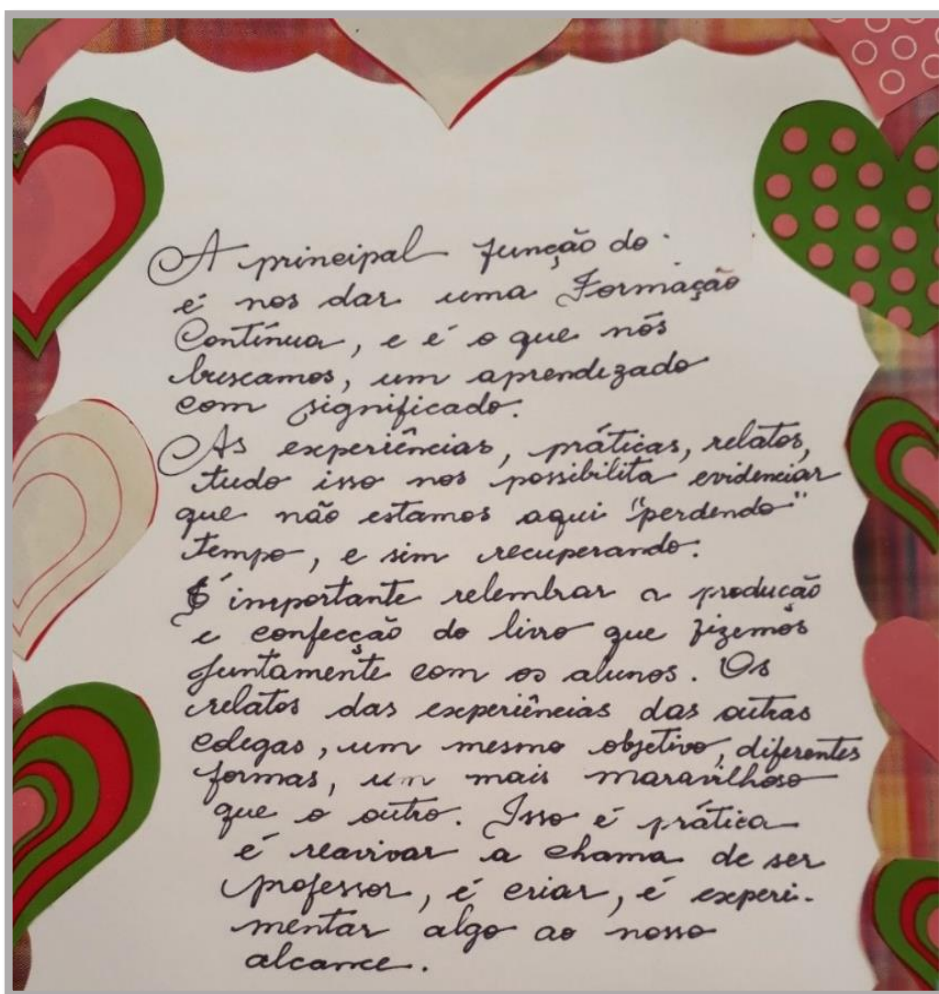 A principal função do
é nos dar uma Formação
Contínua, e é o que nós
buscamos, um aprendizado
com significado.
As experiências, práticas, relatos,
tudo isso nos possibilita evidenciar
que não estamos aqui "perdendo"
tempo, e sim recuperando.
É importante relembrar a produção
e confecção do livro que fizemos
juntamente com os alunos. Os
relatos das experiências das outras
colegas, um mesmo objetivo, diferentes
formas, um mais maravilhoso
que o outro. Isso é prática
é reavivar a chama de ser
professor, é criar, é experi-
mentar algo ao nosso
alcance.